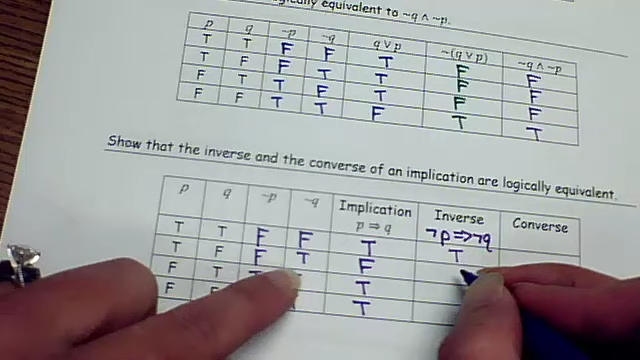 logically equivalent to ~q ∧ ~p.
p q ~p ~q q ∨ p ~(q ∨ p) ~q ∧ ~p
T T F F T F F
T F F T T F F
F T T F T F F
F F T T F T T
Show that the inverse and the converse of an implication are logically equivalent.
p q ~p ~q Implication Inverse Converse
p ⇒ q ¬p⇒¬q
T T F F T T
T F F T F
F T T
F T